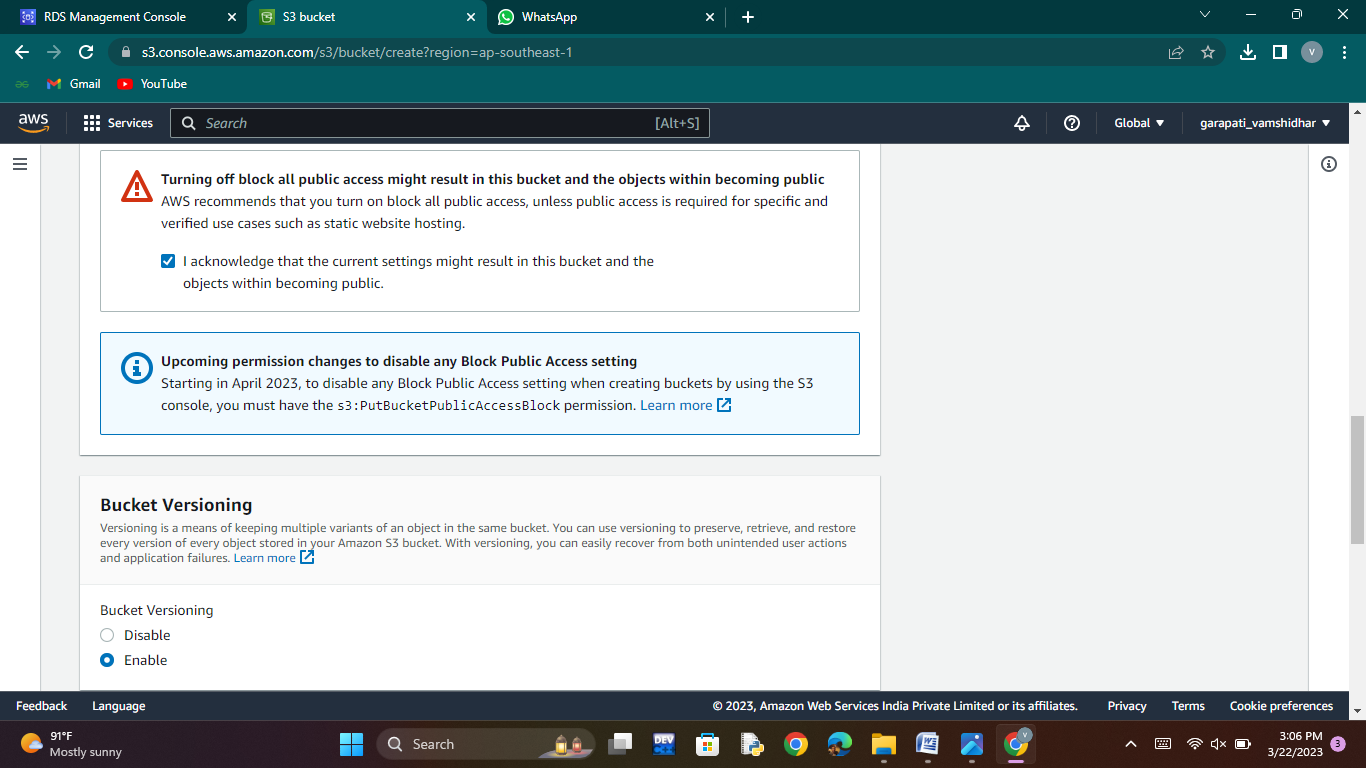 RDS Management Console
S3 bucket
WhatsApp
s3.console.aws.amazon.com/s3/bucket/create?region=ap-southeast-1
V
Gmail
YouTube
aws
Services
Search
[Alt+S]
Global
garapati_vamshidhar
Turning off block all public access might result in this bucket and the objects within becoming public
AWS recommends that you turn on block all public access, unless public access is required for specific and
verified use cases such as static website hosting.
I acknowledge that the current settings might result in this bucket and the
objects within becoming public.
Upcoming permission changes to disable any Block Public Access setting
Starting in April 2023, to disable any Block Public Access setting when creating buckets by using the S3
console, you must have the s3:PutBucketPublicAccessBlock permission. Learn more
Bucket Versioning
Versioning is a means of keeping multiple variants of an object in the same bucket. You can use versioning to preserve, retrieve, and restore
every version of every object stored in your Amazon S3 bucket. With versioning, you can easily recover from both unintended user actions
and application failures. Learn more
Bucket Versioning
Disable
Enable
Feedback
Language
© 2023, Amazon Web Services India Private Limited or its affiliates.
Privacy
Terms
Cookie preferences
91°F
Mostly sunny
Search
DEV
3:06 PM
3/22/2023
3